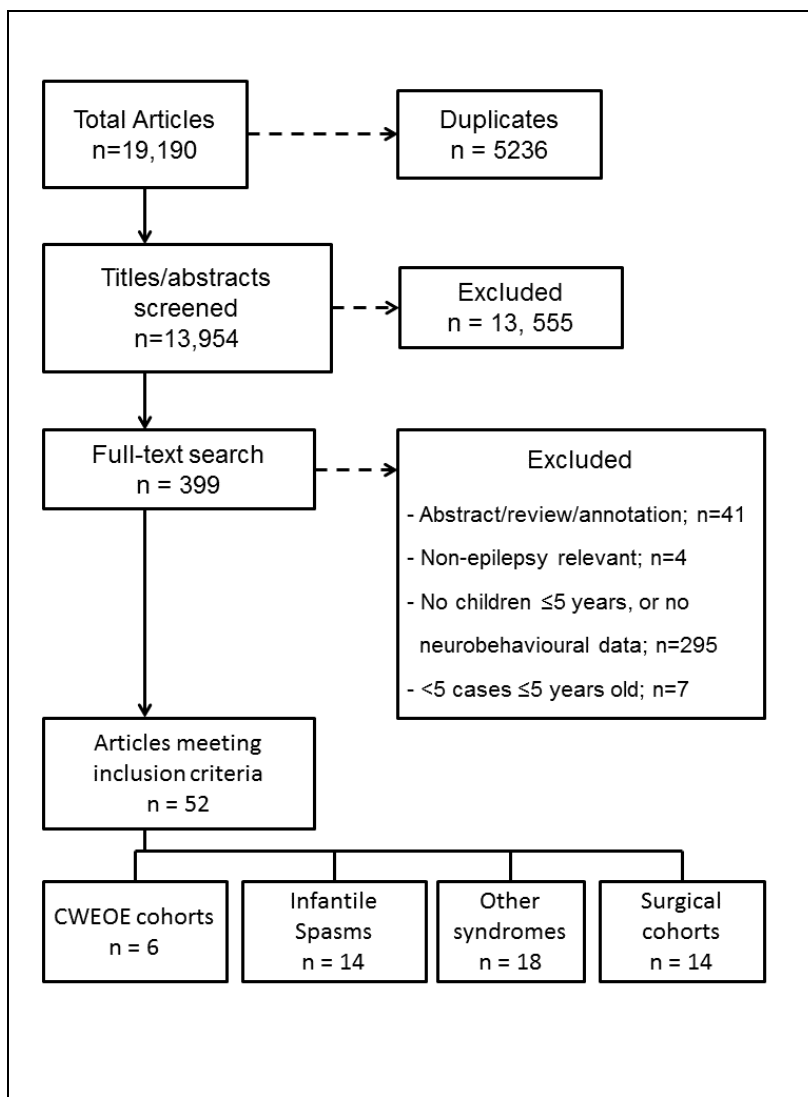 Total Articles
n=19,190
Duplicates
n = 5236
Titles/abstracts
screened
n=13,954
Excluded
n = 13, 555
Full-text search
n = 399
Excluded
- Abstract/review/annotation; n=41
- Non-epilepsy relevant; n=4
- No children ≤5 years, or no
neurobehavioural data; n=295
- <5 cases ≤5 years old; n=7
Articles meeting
inclusion criteria
n = 52
CWEOE cohorts
n = 6
Infantile
Spasms
n = 14
Other
syndromes
n = 18
Surgical
cohorts
n = 14